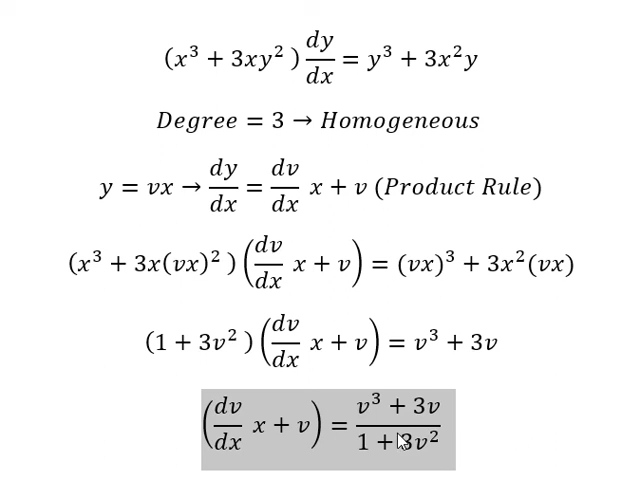 (x³ + 3xy²) dy/dx = y³ + 3x²y
Degree = 3 → Homogeneous
y = vx → dy/dx = dv/dx x + v (Product Rule)
(x³ + 3x(vx)²) (dv/dx x + v) = (vx)³ + 3x²(vx)
(1 + 3v²) (dv/dx x + v) = v³ + 3v
(dv/dx x + v) = (v³ + 3v)/(1 + 3v²)